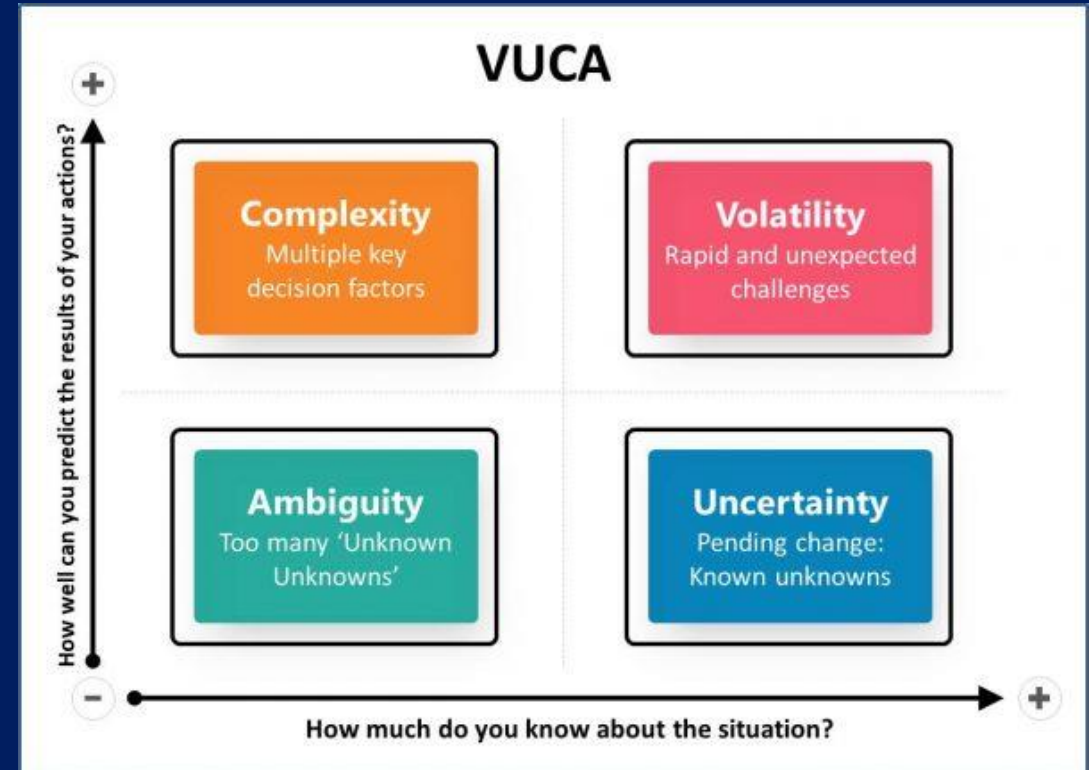 VUCA
+
How well can you predict the results of your actions?
Complexity
Multiple key
decision factors
Volatility
Rapid and unexpected
challenges
Ambiguity
Too many ‘Unknown
Unknowns’
Uncertainty
Pending change:
Known unknowns
−
+
How much do you know about the situation?